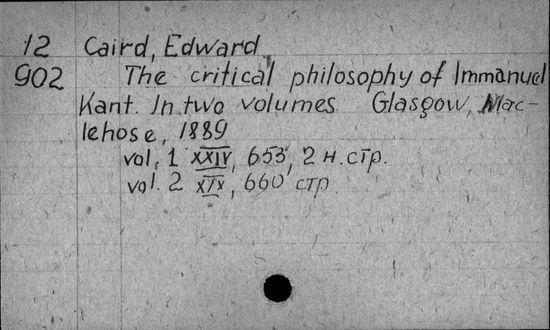 12 Caird, Edward
902 The critical philosophy of Immanuel
Kant. In two volumes Glasgow, Mac-
lehose, 1889
vol. 1 XXIV, 653, 2 н.стр.
vol. 2 XIX, 660 стр